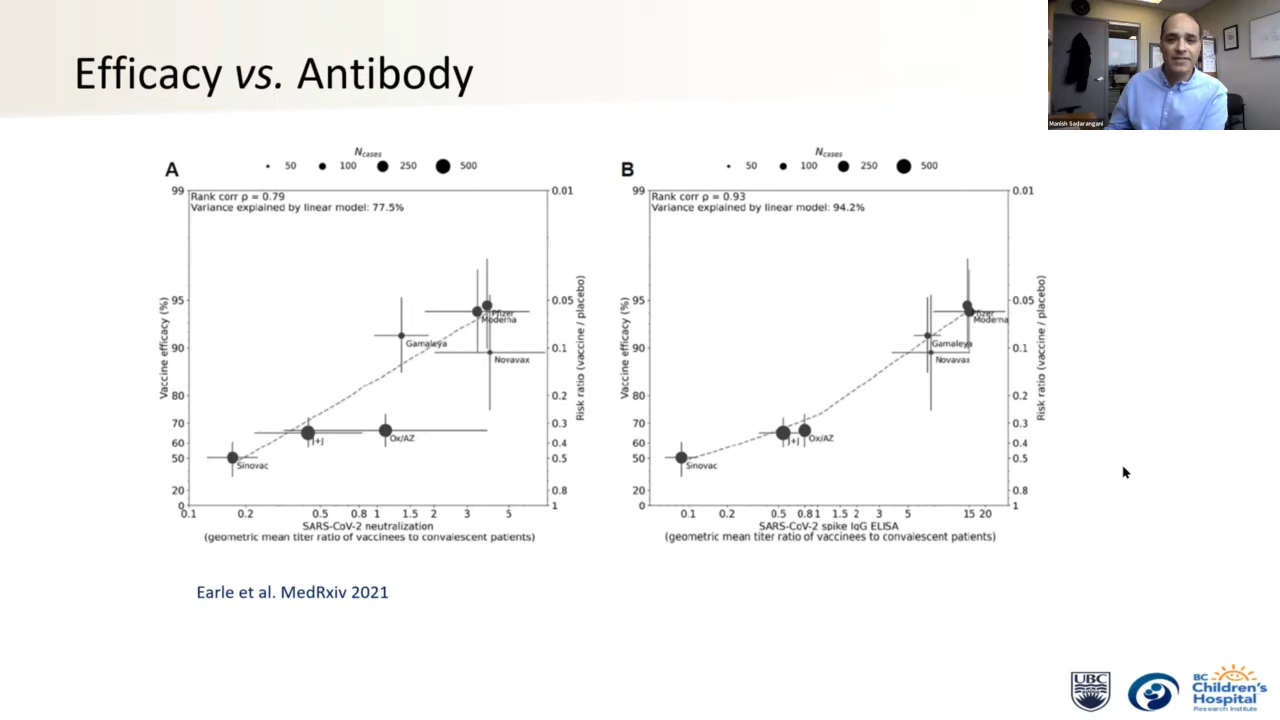 Efficacy vs. Antibody
Manish Sadarangani
A
N cases
50 100 250 500
Rank corr ρ = 0.79
Variance explained by linear model: 77.5%
Vaccine efficacy (%)
99
95
90
80
70
60
50
20
0
Risk ratio (vaccine / placebo)
0.01
0.05
0.1
0.2
0.3
0.4
0.5
0.8
1
Pfizer
Moderna
Gamaleya
Novavax
J+J
Ox/AZ
Sinovac
0.1 0.2 0.5 0.8 1 1.5 2 3 5
SARS-CoV-2 neutralization
(geometric mean titer ratio of vaccinees to convalescent patients)
B
N cases
50 100 250 500
Rank corr ρ = 0.93
Variance explained by linear model: 94.2%
Vaccine efficacy (%)
99
95
90
80
70
60
50
20
0
Risk ratio (vaccine / placebo)
0.01
0.05
0.1
0.2
0.3
0.4
0.5
0.8
1
Pfizer
Moderna
Gamaleya
Novavax
J+J
Ox/AZ
Sinovac
0.1 0.2 0.5 0.8 1 1.5 2 3 5 15 20
SARS-CoV-2 spike IgG ELISA
(geometric mean titer ratio of vaccinees to convalescent patients)
Earle et al. MedRxiv 2021
UBC
BC
Children's
Hospital
Research Institute